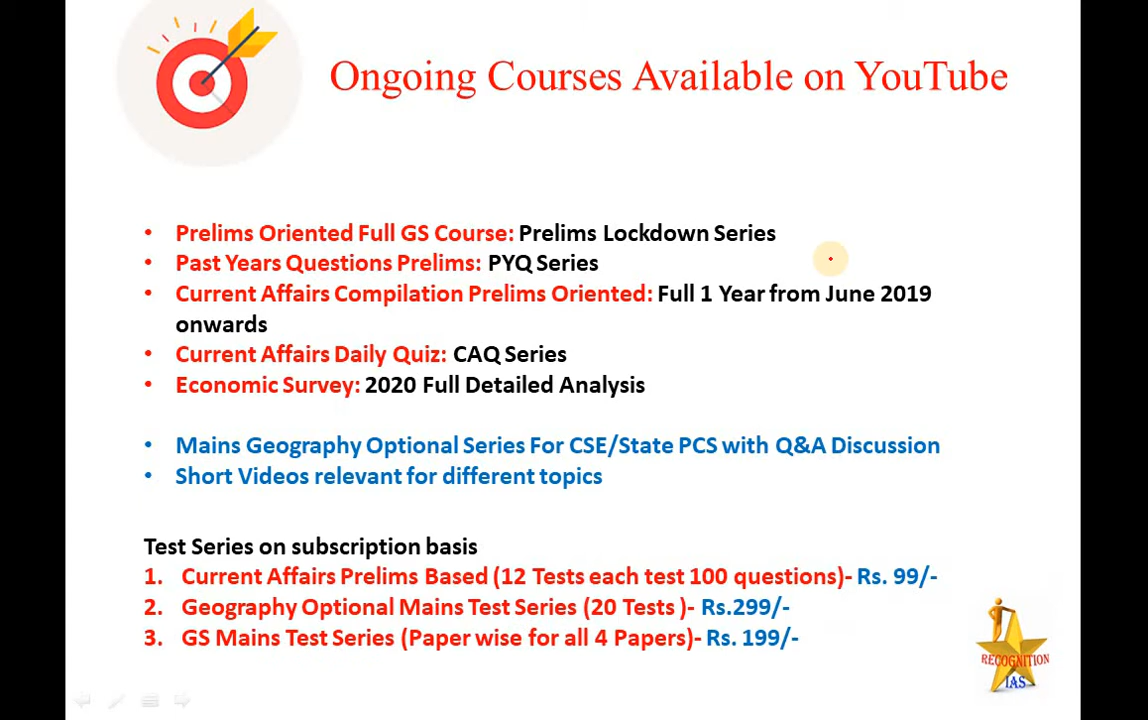 Ongoing Courses Available on YouTube
• Prelims Oriented Full GS Course: Prelims Lockdown Series
• Past Years Questions Prelims: PYQ Series
• Current Affairs Compilation Prelims Oriented: Full 1 Year from June 2019
onwards
• Current Affairs Daily Quiz: CAQ Series
• Economic Survey: 2020 Full Detailed Analysis
• Mains Geography Optional Series For CSE/State PCS with Q&A Discussion
• Short Videos relevant for different topics
Test Series on subscription basis
1. Current Affairs Prelims Based (12 Tests each test 100 questions)- Rs. 99/-
2. Geography Optional Mains Test Series (20 Tests )- Rs.299/-
3. GS Mains Test Series (Paper wise for all 4 Papers)- Rs. 199/-
RECOGNITION
IAS